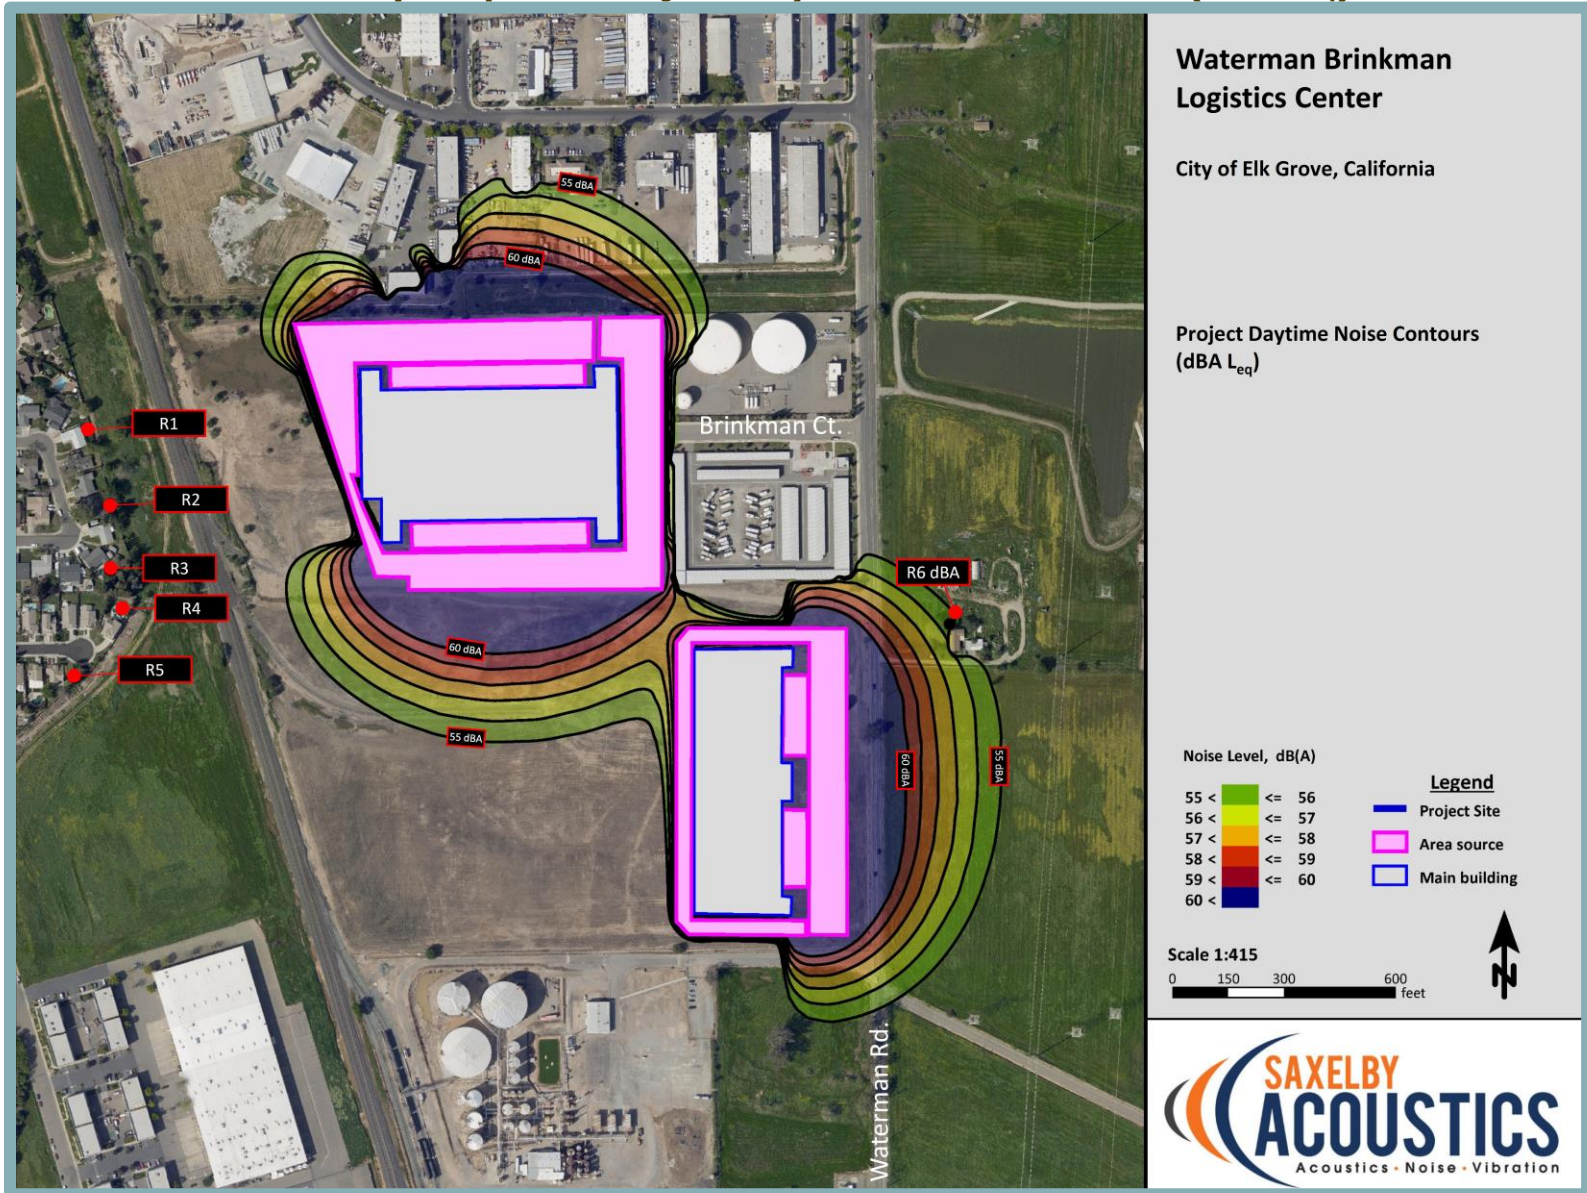 Waterman Brinkman
Logistics Center
City of Elk Grove, California
Project Daytime Noise Contours
(dBA Leq)
55 dBA
60 dBA
Brinkman Ct.
R1
R2
R3
R4
R5
R6 dBA
60 dBA
55 dBA
60 dBA
55 dBA
Waterman Rd.
Noise Level, dB(A)
55 < <= 56
56 < <= 57
57 < <= 58
58 < <= 59
59 < <= 60
60 <
Legend
Project Site
Area source
Main building
Scale 1:415
0 150 300 600
feet
N
SAXELBY
ACOUSTICS
Acoustics • Noise • Vibration